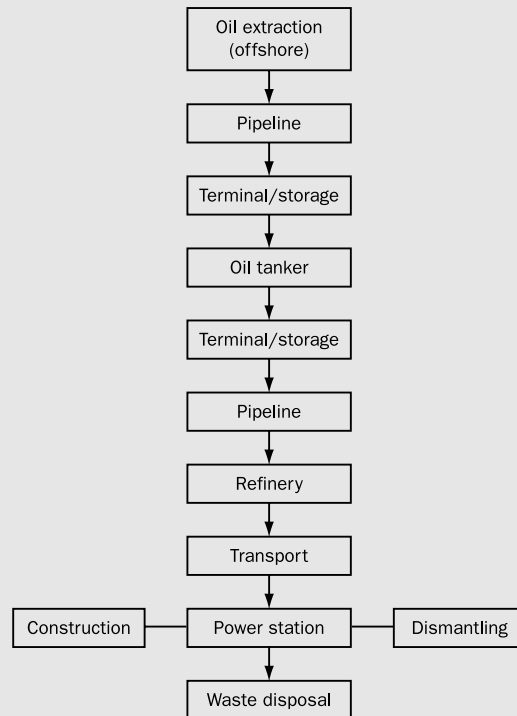 Oil extraction
(offshore)
Pipeline
Terminal/storage
Oil tanker
Terminal/storage
Pipeline
Refinery
Transport
Construction
Power station
Dismantling
Waste disposal